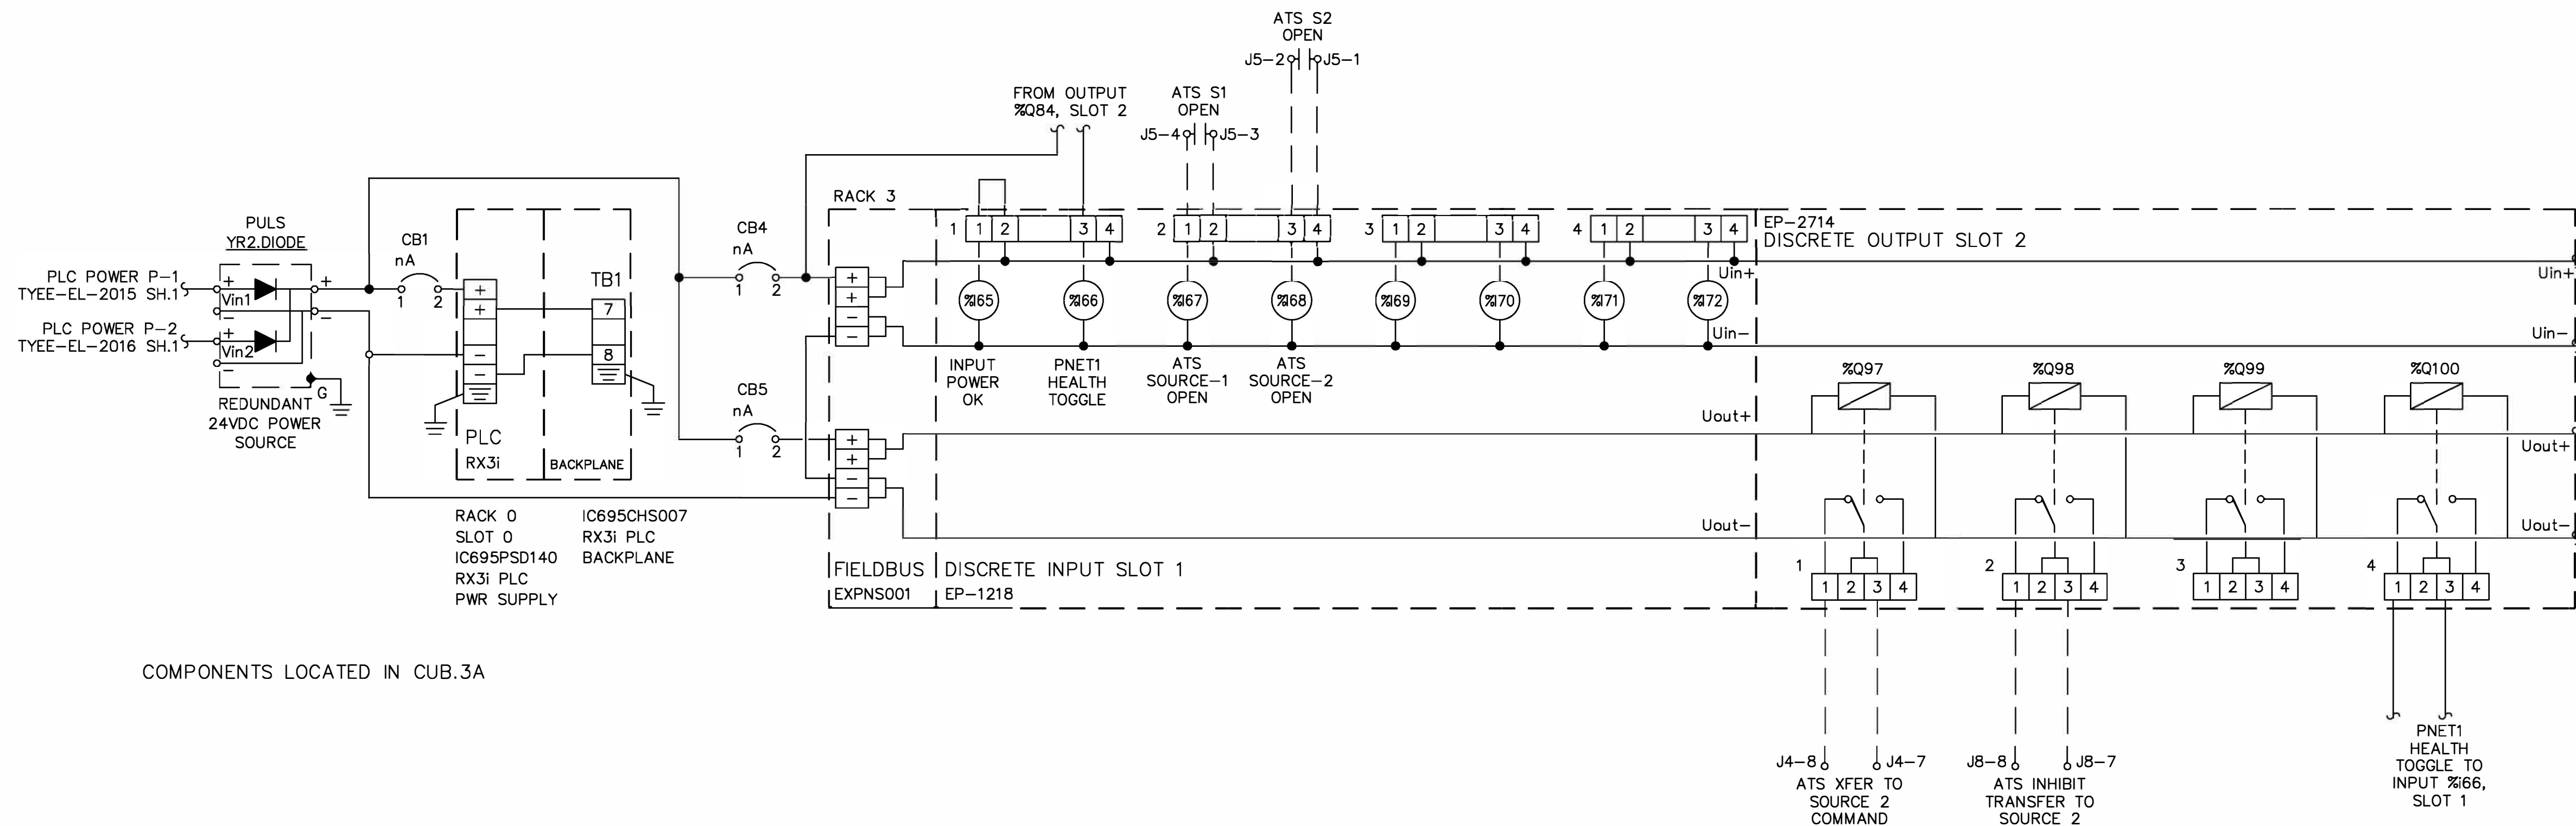 ATS S2
OPEN
J5-2 J5-1
FROM OUTPUT
%Q84, SLOT 2
ATS S1
OPEN
J5-4 J5-3
RACK 3
PULS
YR2.DIODE
CB1
nA
1 2
PLC POWER P-1
TYEE-EL-2015 SH.1
PLC POWER P-2
TYEE-EL-2016 SH.1
+ Vin1 −
+ Vin2 −
+
−
G
REDUNDANT
24VDC POWER
SOURCE
+
+
−
−
PLC
RX3i
TB1
7
8
BACKPLANE
RACK 0
SLOT 0
IC695PSD140
RX3i PLC
PWR SUPPLY
IC695CHS007
RX3i PLC
BACKPLANE
CB4
nA
1 2
CB5
nA
1 2
+
+
−
−
+
+
−
−
FIELDBUS
EXPNS001
DISCRETE INPUT SLOT 1
EP-1218
1 1 2 3 4
2 1 2 3 4
3 1 2 3 4
4 1 2 3 4
%I65 %I66 %I67 %I68 %I69 %I70 %I71 %I72
INPUT
POWER
OK
PNET1
HEALTH
TOGGLE
ATS
SOURCE-1
OPEN
ATS
SOURCE-2
OPEN
Uin+
Uin-
Uout+
Uout-
EP-2714
DISCRETE OUTPUT SLOT 2
Uin+
Uin-
%Q97 %Q98 %Q99 %Q100
Uout+
Uout-
1 1 2 3 4
2 1 2 3 4
3 1 2 3 4
4 1 2 3 4
J4-8 J4-7
ATS XFER TO
SOURCE 2
COMMAND
J8-8 J8-7
ATS INHIBIT
TRANSFER TO
SOURCE 2
PNET1
HEALTH
TOGGLE TO
INPUT %i66,
SLOT 1
COMPONENTS LOCATED IN CUB.3A